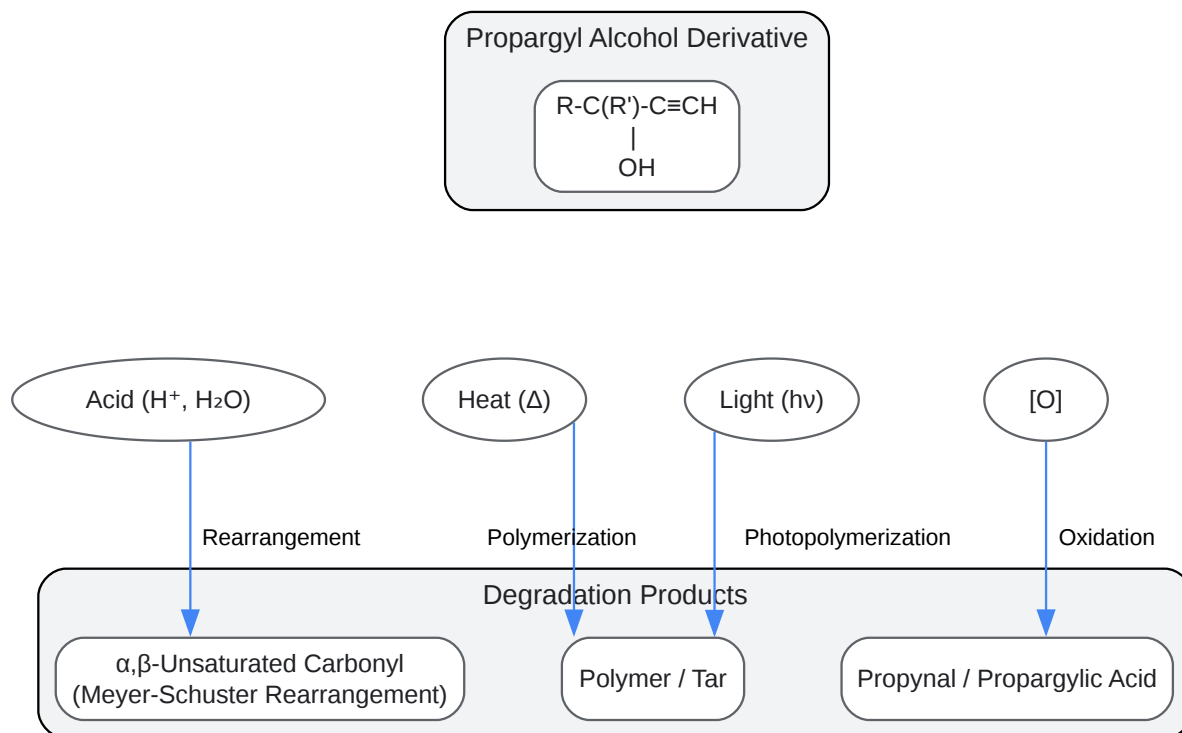 Propargyl Alcohol Derivative
R-C(R')-C≡CH
|
OH
Acid (H⁺, H₂O)
Heat (Δ)
Light (hν)
[O]
Rearrangement
Polymerization
Photopolymerization
Oxidation
Degradation Products
α,β-Unsaturated Carbonyl
(Meyer-Schuster Rearrangement)
Polymer / Tar
Propynal / Propargylic Acid